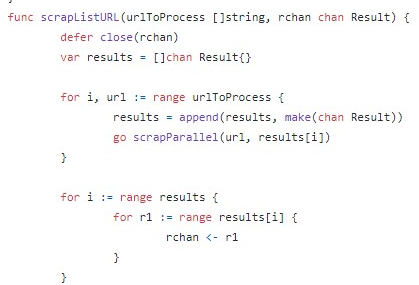 func scrapListURL(urlToProcess []string, rchan chan Result) {
        defer close(rchan)
        var results = []chan Result{}

        for i, url := range urlToProcess {
                results = append(results, make(chan Result))
                go scrapParallel(url, results[i])
        }

        for i := range results {
                for r1 := range results[i] {
                        rchan <- r1
                }
        }